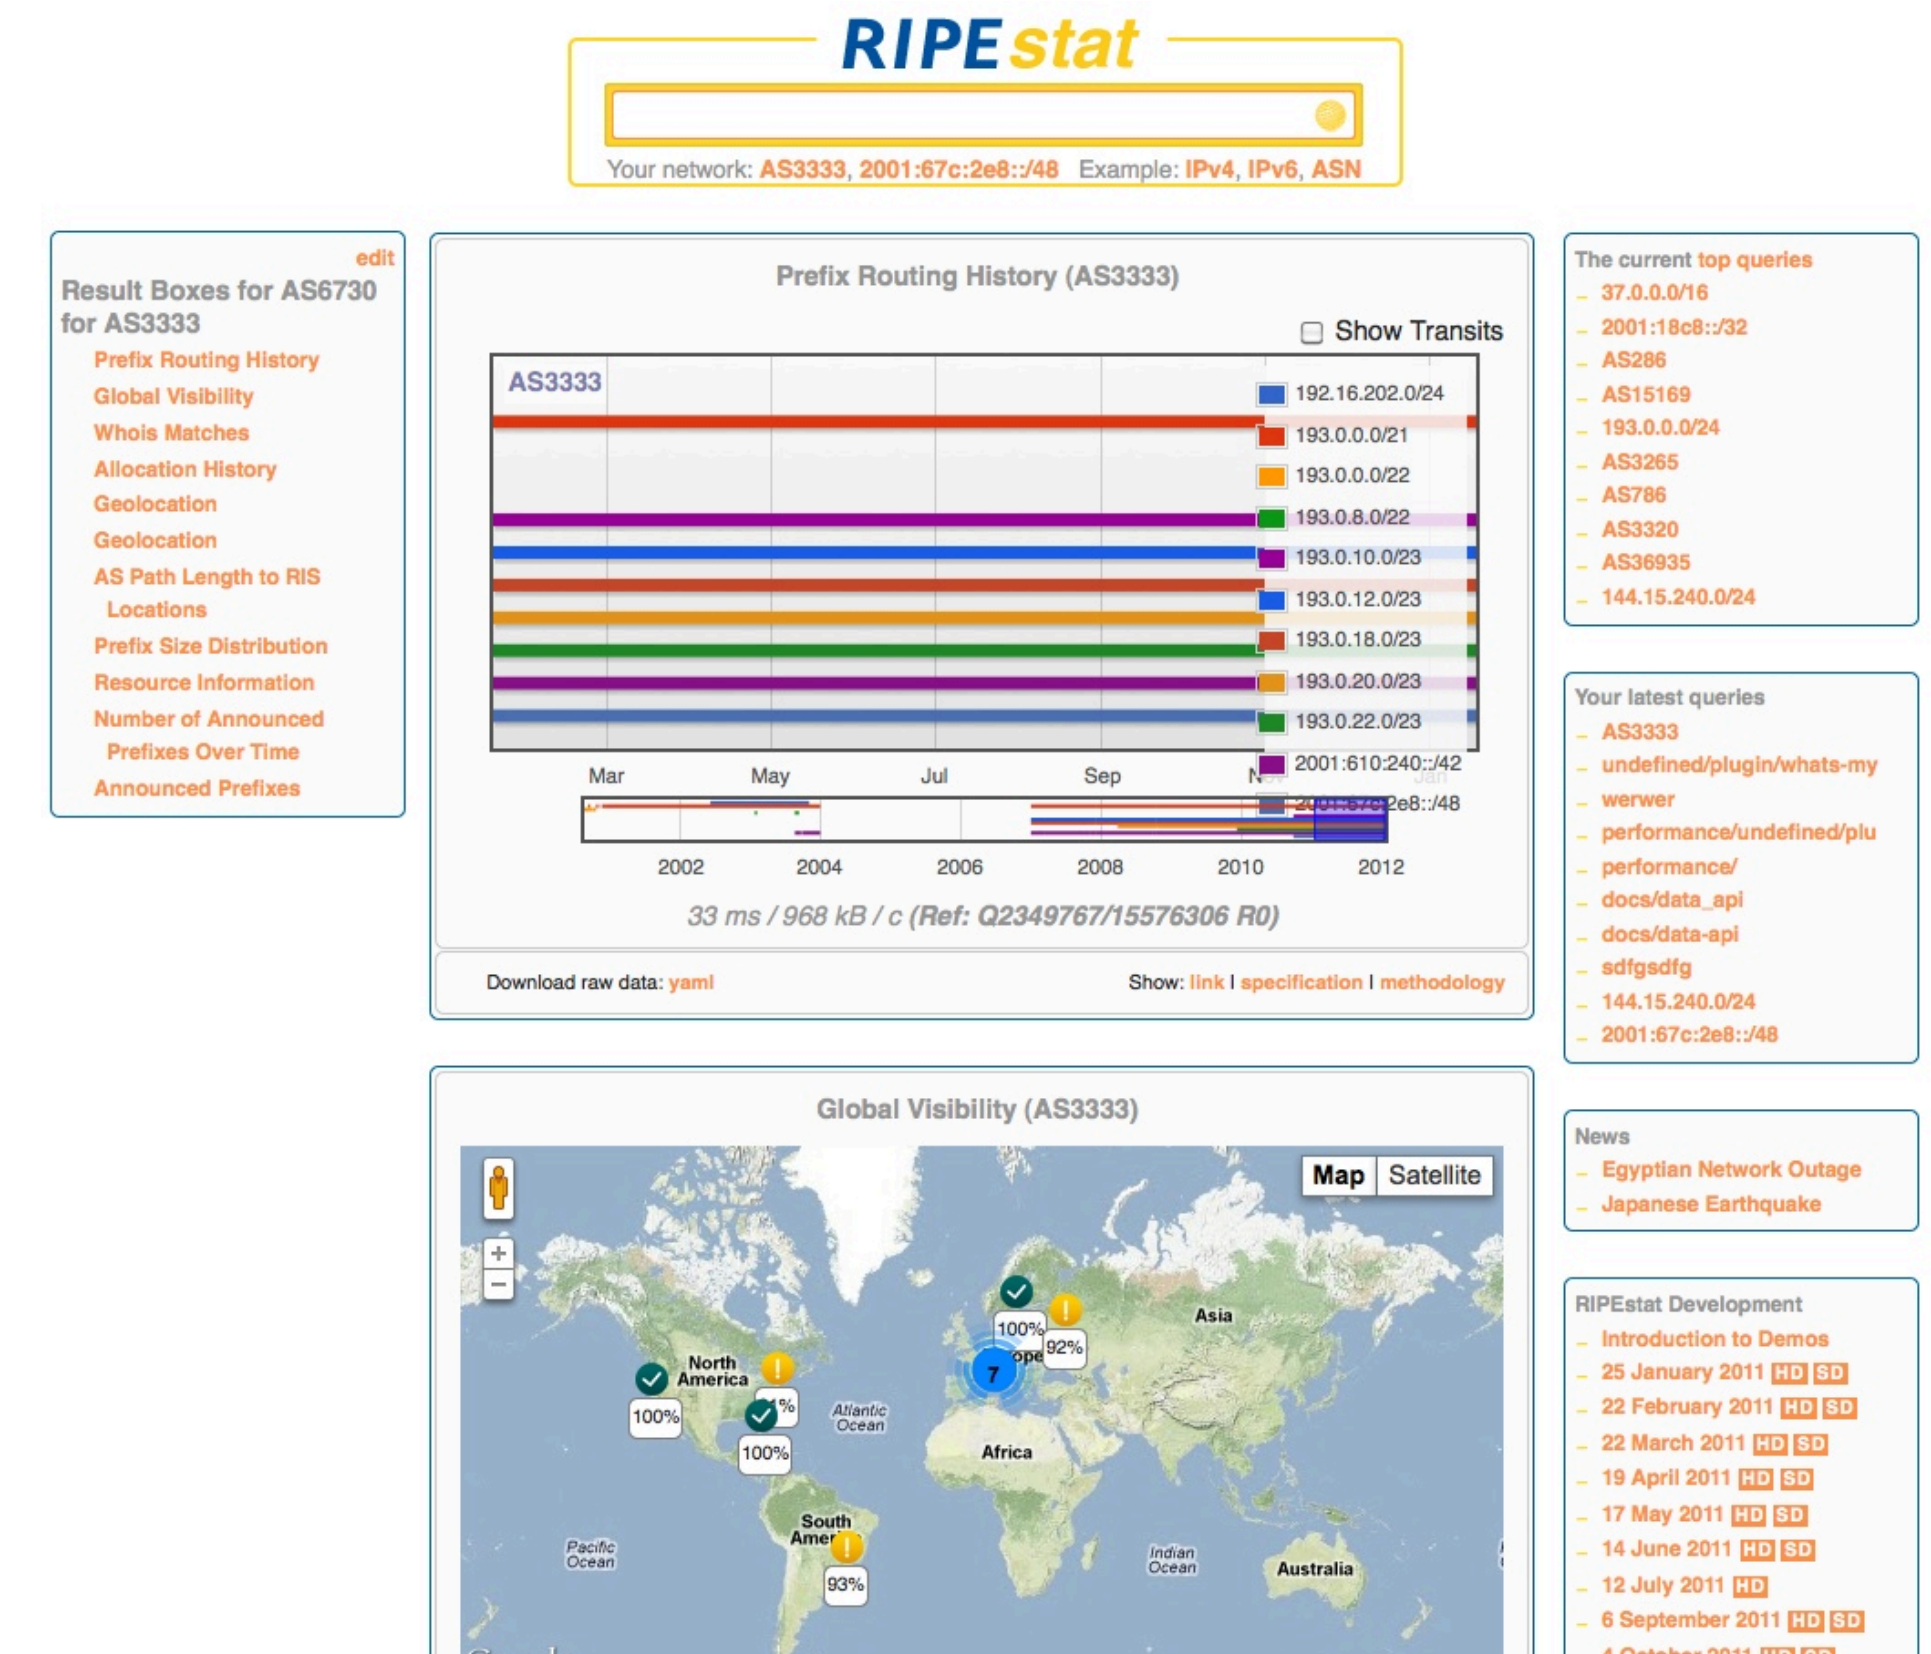 RIPEstat
Your network: AS3333, 2001:67c:2e8::/48 Example: IPv4, IPv6, ASN
edit
Result Boxes for AS6730
for AS3333
Prefix Routing History
Global Visibility
Whois Matches
Allocation History
Geolocation
Geolocation
AS Path Length to RIS
Locations
Prefix Size Distribution
Resource Information
Number of Announced
Prefixes Over Time
Announced Prefixes
Prefix Routing History (AS3333)
Show Transits
AS3333
192.16.202.0/24
193.0.0.0/21
193.0.0.0/22
193.0.8.0/22
193.0.10.0/23
193.0.12.0/23
193.0.18.0/23
193.0.20.0/23
193.0.22.0/23
2001:610:240::/42
2001:67c:2e8::/48
Mar May Jul Sep Nov Jan
2002 2004 2006 2008 2010 2012
33 ms / 968 kB / c (Ref: Q2349767/15576306 R0)
Download raw data: yaml
Show: link | specification | methodology
Global Visibility (AS3333)
Map Satellite
+
−
Asia
100%
92%
7
North
America
100%
100%
Atlantic
Ocean
Africa
South
93%
Pacific
Ocean
Indian
Ocean
Australia
The current top queries
37.0.0.0/16
2001:18c8::/32
AS286
AS15169
193.0.0.0/24
AS3265
AS786
AS3320
AS36935
144.15.240.0/24
Your latest queries
AS3333
undefined/plugin/whats-my
werwer
performance/undefined/plu
performance/
docs/data_api
docs/data-api
sdfgsdfg
144.15.240.0/24
2001:67c:2e8::/48
News
Egyptian Network Outage
Japanese Earthquake
RIPEstat Development
Introduction to Demos
25 January 2011 HD SD
22 February 2011 HD SD
22 March 2011 HD SD
19 April 2011 HD SD
17 May 2011 HD SD
14 June 2011 HD SD
12 July 2011 HD
6 September 2011 HD SD
4 October 2011 HD SD